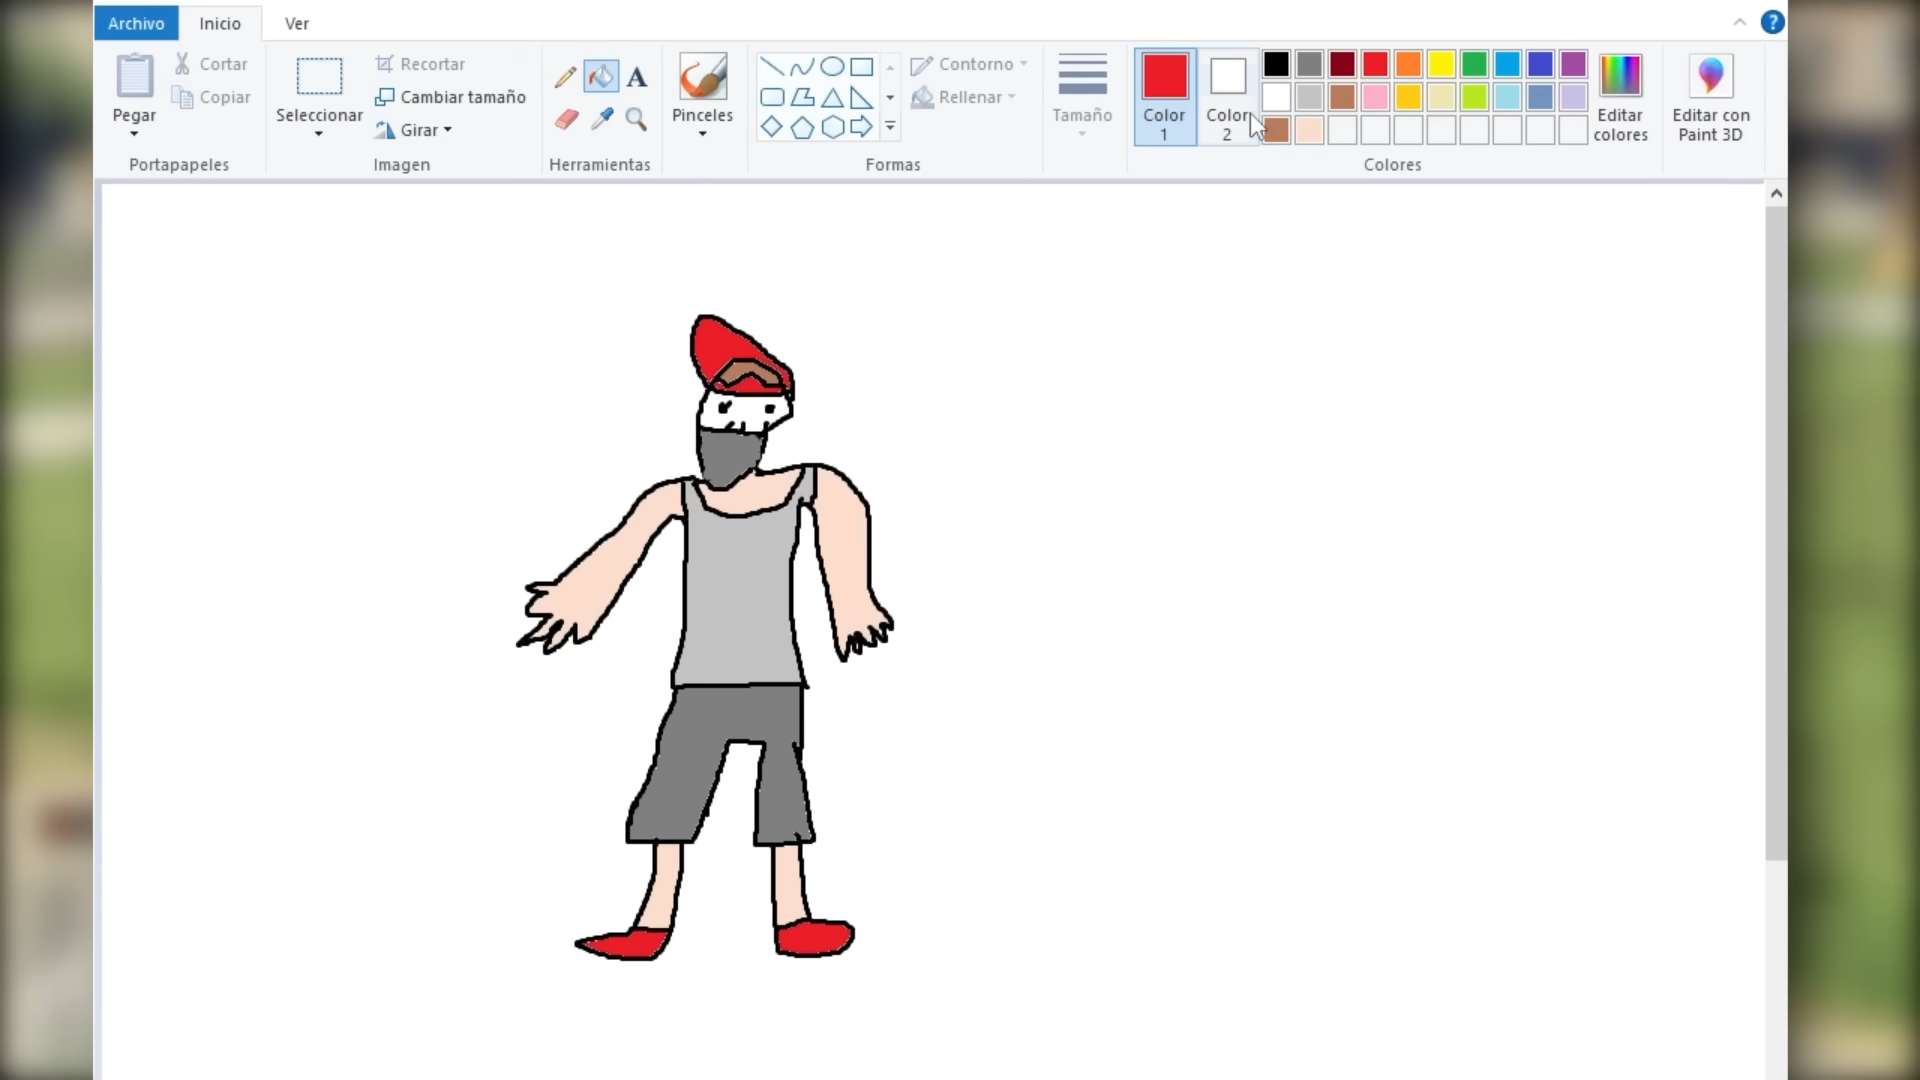 Archivo Inicio Ver
Pegar
Cortar
Copiar
Portapapeles
Seleccionar
Recortar
Cambiar tamaño
Girar
Imagen
A
Herramientas
Pinceles
Contorno
Rellenar
Formas
Tamaño
Color
1
Color
2
Colores
Editar
colores
Editar con
Paint 3D
?